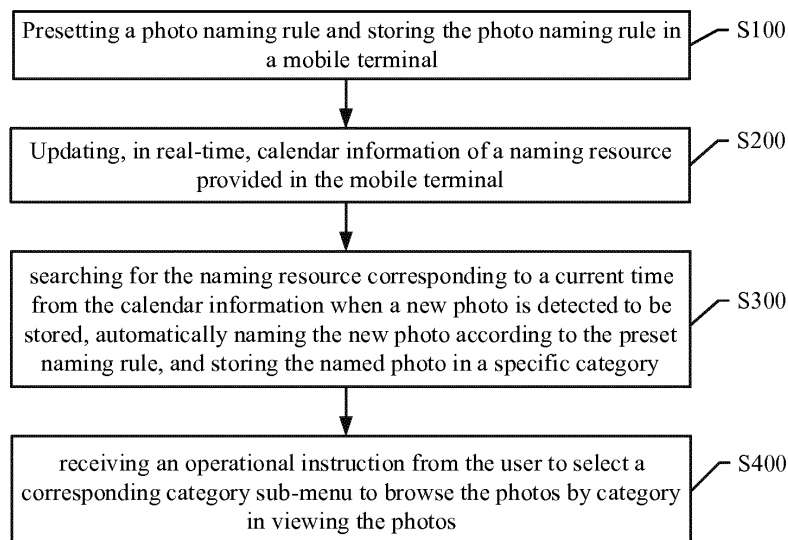 Presetting a photo naming rule and storing the photo naming rule in
a mobile terminal
S100
Updating, in real-time, calendar information of a naming resource
provided in the mobile terminal
S200
searching for the naming resource corresponding to a current time
from the calendar information when a new photo is detected to be
stored, automatically naming the new photo according to the preset
naming rule, and storing the named photo in a specific category
S300
receiving an operational instruction from the user to select a
corresponding category sub-menu to browse the photos by category
in viewing the photos
S400